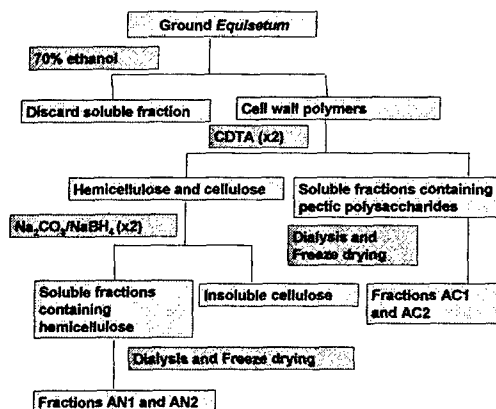 Ground Equisetum
70% ethanol
Discard soluble fraction
Cell wall polymers
CDTA (x2)
Hemicellulose and cellulose
Soluble fractions containing
pectic polysaccharides
Na₂CO₃/NaBH₄ (x2)
Dialysis and
Freeze drying
Soluble fractions
containing
hemicellulose
Insoluble cellulose
Fractions AC1
and AC2
Dialysis and Freeze drying
Fractions AN1 and AN2